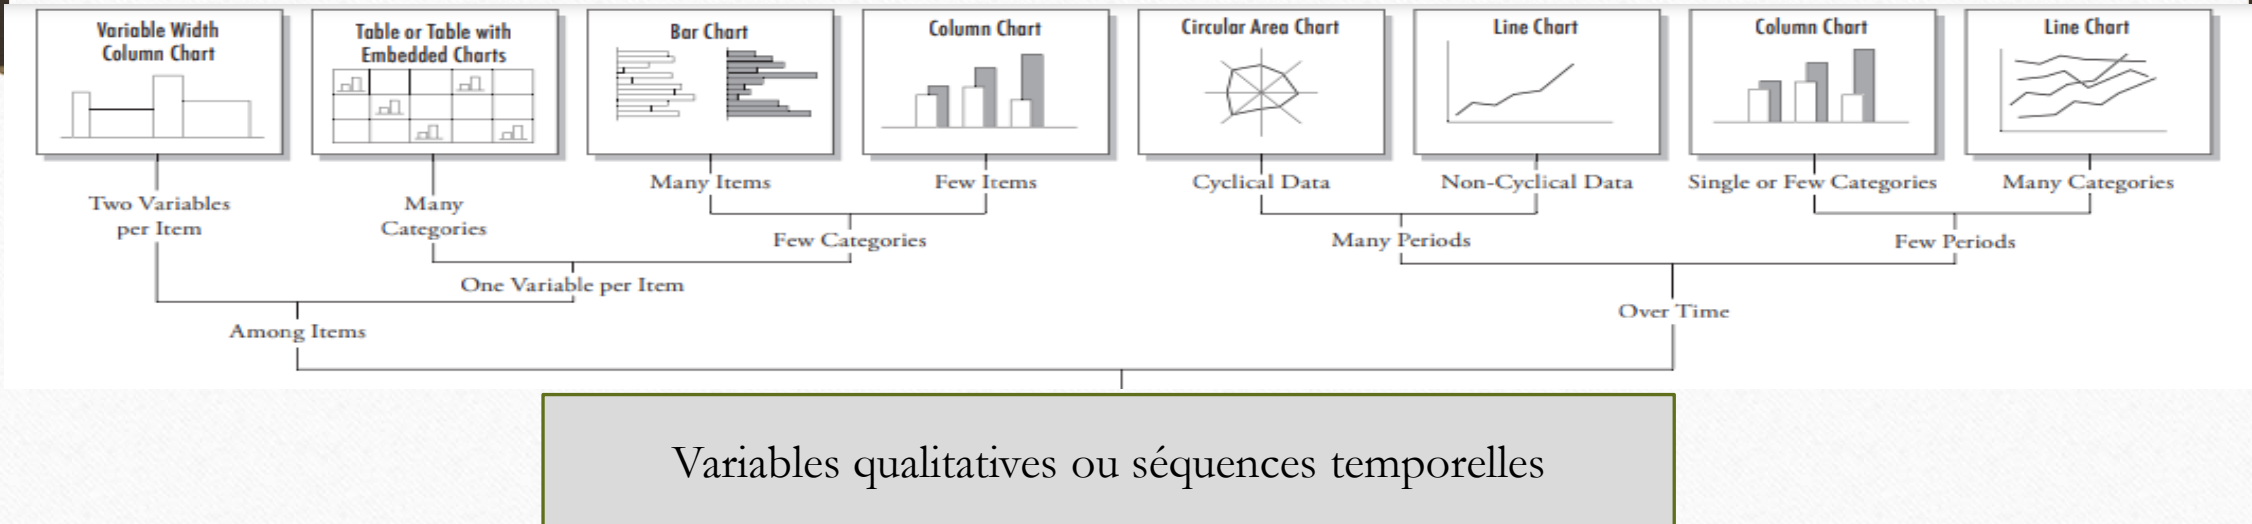 Variable Width
Column Chart
Table or Table with
Embedded Charts
Bar Chart
Column Chart
Circular Area Chart
Line Chart
Column Chart
Line Chart
Two Variables
per Item
Many
Categories
Many Items
Few Items
Cyclical Data
Non-Cyclical Data
Single or Few Categories
Many Categories
Few Categories
Many Periods
Few Periods
One Variable per Item
Over Time
Among Items
Variables qualitatives ou séquences temporelles